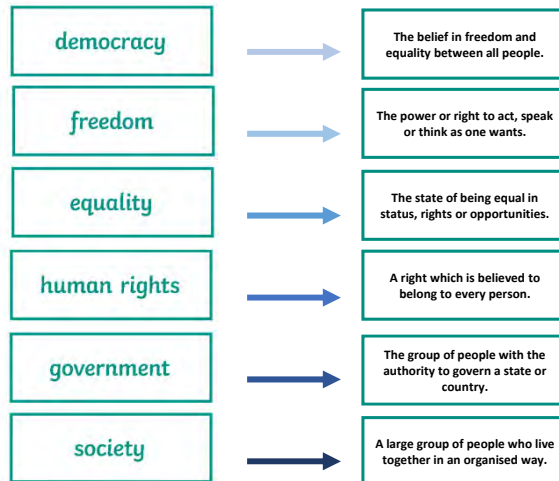 democracy
The belief in freedom and
equality between all people.
freedom
The power or right to act, speak
or think as one wants.
equality
The state of being equal in
status, rights or opportunities.
human rights
A right which is believed to
belong to every person.
government
The group of people with the
authority to govern a state or
country.
society
A large group of people who live
together in an organised way.